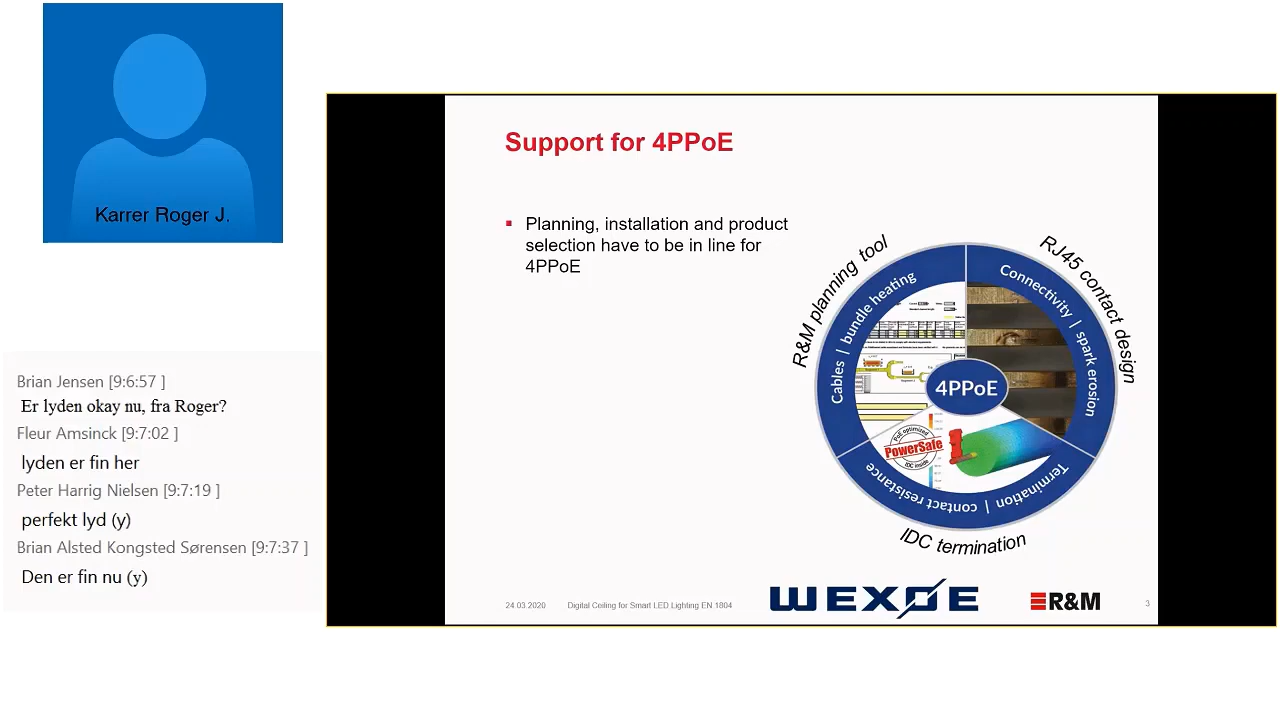 Karrer Roger J.
Brian Jensen [9:6:57 ]
Er lyden okay nu, fra Roger?
Fleur Amsinck [9:7:02 ]
lyden er fin her
Peter Harrig Nielsen [9:7:19 ]
perfekt lyd (y)
Brian Alsted Kongsted Sørensen [9:7:37 ]
Den er fin nu (y)
Support for 4PPoE
Planning, installation and product
selection have to be in line for
4PPoE
R&M planning tool
Cables | bundle heating
RJ45 contact design
Connectivity | spark erosion
4PPoE
PoE optimized
PowerSafe
IDC inside
Termination | contact resistance
IDC termination
24.03.2020 Digital Ceiling for Smart LED Lighting EN 1804
WEXØE
R&M
3